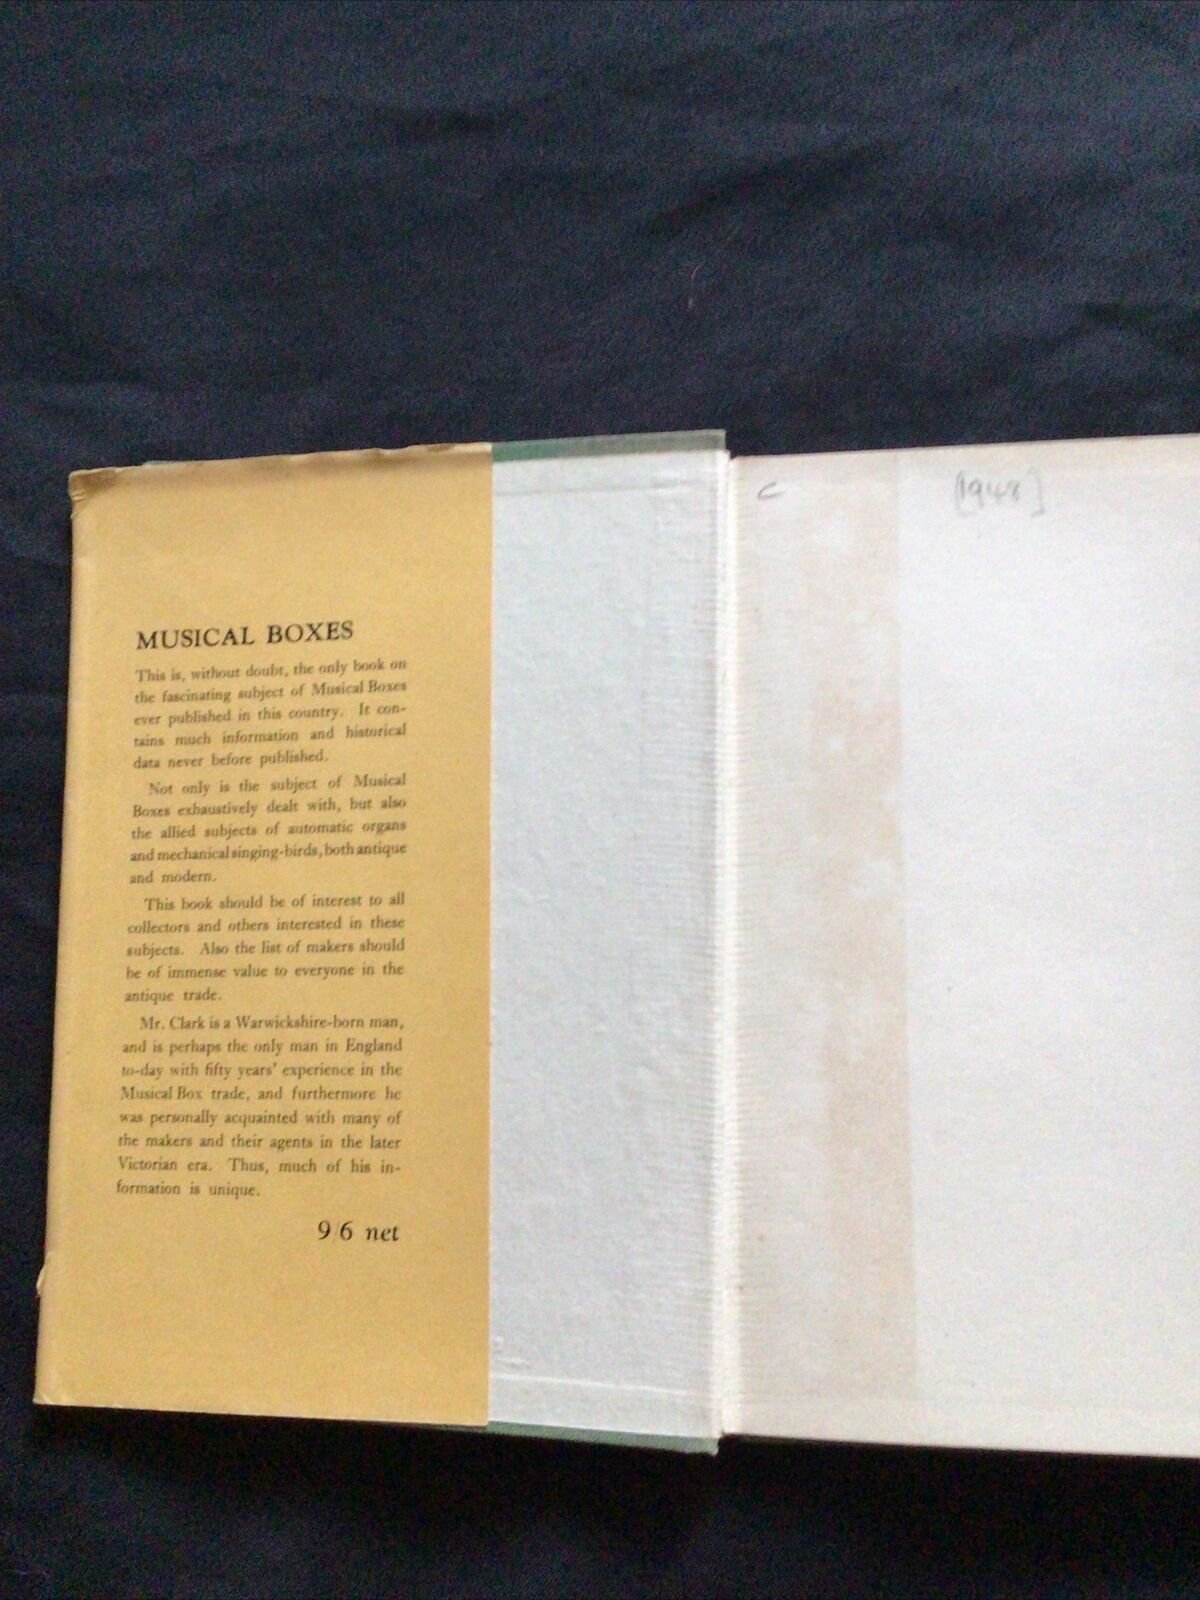 MUSICAL BOXES
This is, without doubt, the only book on
the fascinating subject of Musical Boxes
ever published in this country. It con-
tains much information and historical
data never before published.
Not only is the subject of Musical
Boxes exhaustively dealt with, but also
the allied subjects of automatic organs
and mechanical singing-birds, both antique
and modern.
This book should be of interest to all
collectors and others interested in these
subjects. Also the list of makers should
be of immense value to everyone in the
antique trade.
Mr. Clark is a Warwickshire-born man,
and is perhaps the only man in England
to-day with fifty years' experience in the
Musical Box trade, and furthermore he
was personally acquainted with many of
the makers and their agents in the later
Victorian era. Thus, much of his in-
formation is unique.
9/6 net
c
[1948]